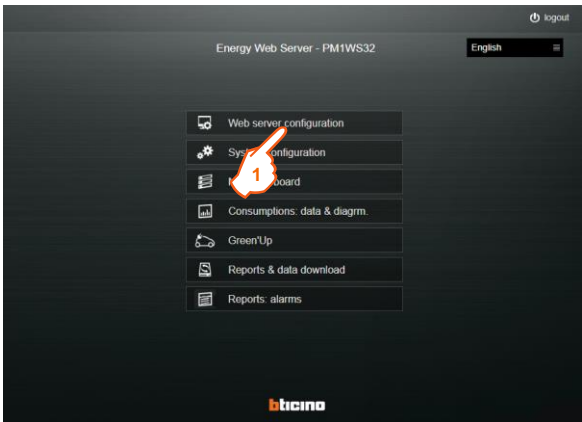 logout
Energy Web Server - PM1WS32
English
Web server configuration
configuration
1
board
Consumptions: data & diagrm.
Green'Up
Reports & data download
Reports: alarms
bticino